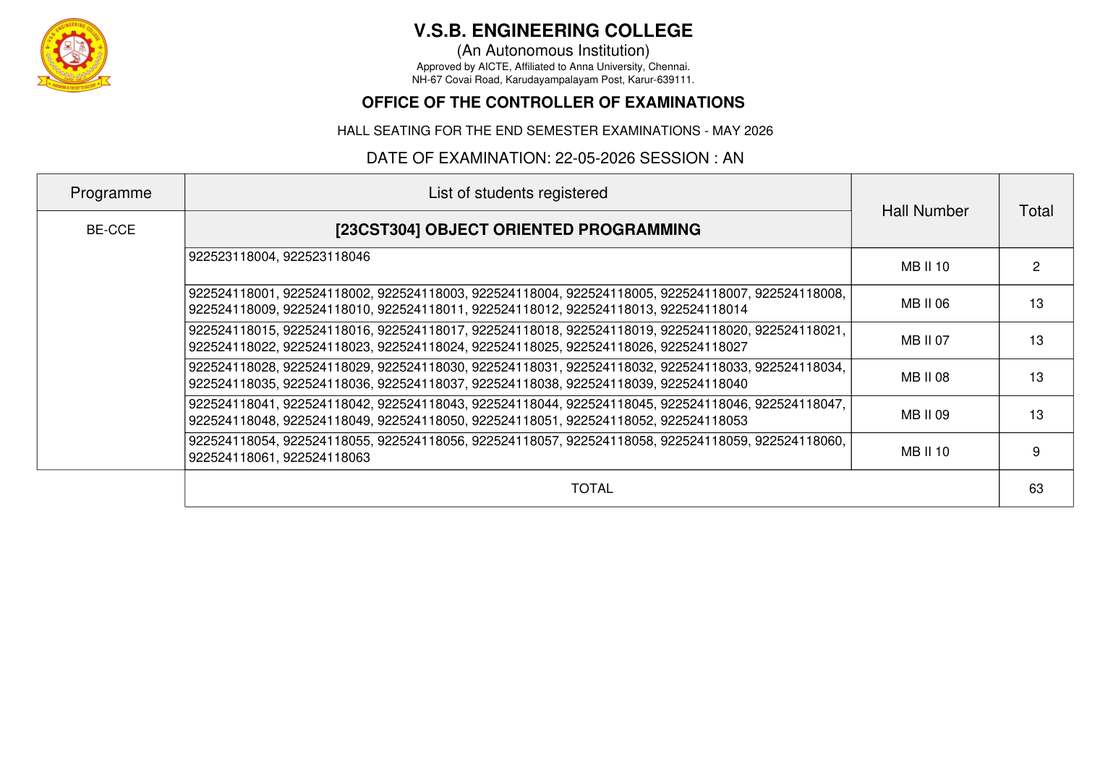 V.S.B. ENGINEERING COLLEGE
(An Autonomous Institution)
Approved by AICTE, Affiliated to Anna University, Chennai.
NH-67 Covai Road, Karudayampalayam Post, Karur-639111.
OFFICE OF THE CONTROLLER OF EXAMINATIONS
HALL SEATING FOR THE END SEMESTER EXAMINATIONS - MAY 2026
DATE OF EXAMINATION: 22-05-2026 SESSION : AN
Programme List of students registered Hall Number Total
BE-CCE [23CST304] OBJECT ORIENTED PROGRAMMING
922523118004, 922523118046 MB II 10 2
922524118001, 922524118002, 922524118003, 922524118004, 922524118005, 922524118007, 922524118008,
922524118009, 922524118010, 922524118011, 922524118012, 922524118013, 922524118014 MB II 06 13
922524118015, 922524118016, 922524118017, 922524118018, 922524118019, 922524118020, 922524118021,
922524118022, 922524118023, 922524118024, 922524118025, 922524118026, 922524118027 MB II 07 13
922524118028, 922524118029, 922524118030, 922524118031, 922524118032, 922524118033, 922524118034,
922524118035, 922524118036, 922524118037, 922524118038, 922524118039, 922524118040 MB II 08 13
922524118041, 922524118042, 922524118043, 922524118044, 922524118045, 922524118046, 922524118047,
922524118048, 922524118049, 922524118050, 922524118051, 922524118052, 922524118053 MB II 09 13
922524118054, 922524118055, 922524118056, 922524118057, 922524118058, 922524118059, 922524118060,
922524118061, 922524118063 MB II 10 9
TOTAL 63